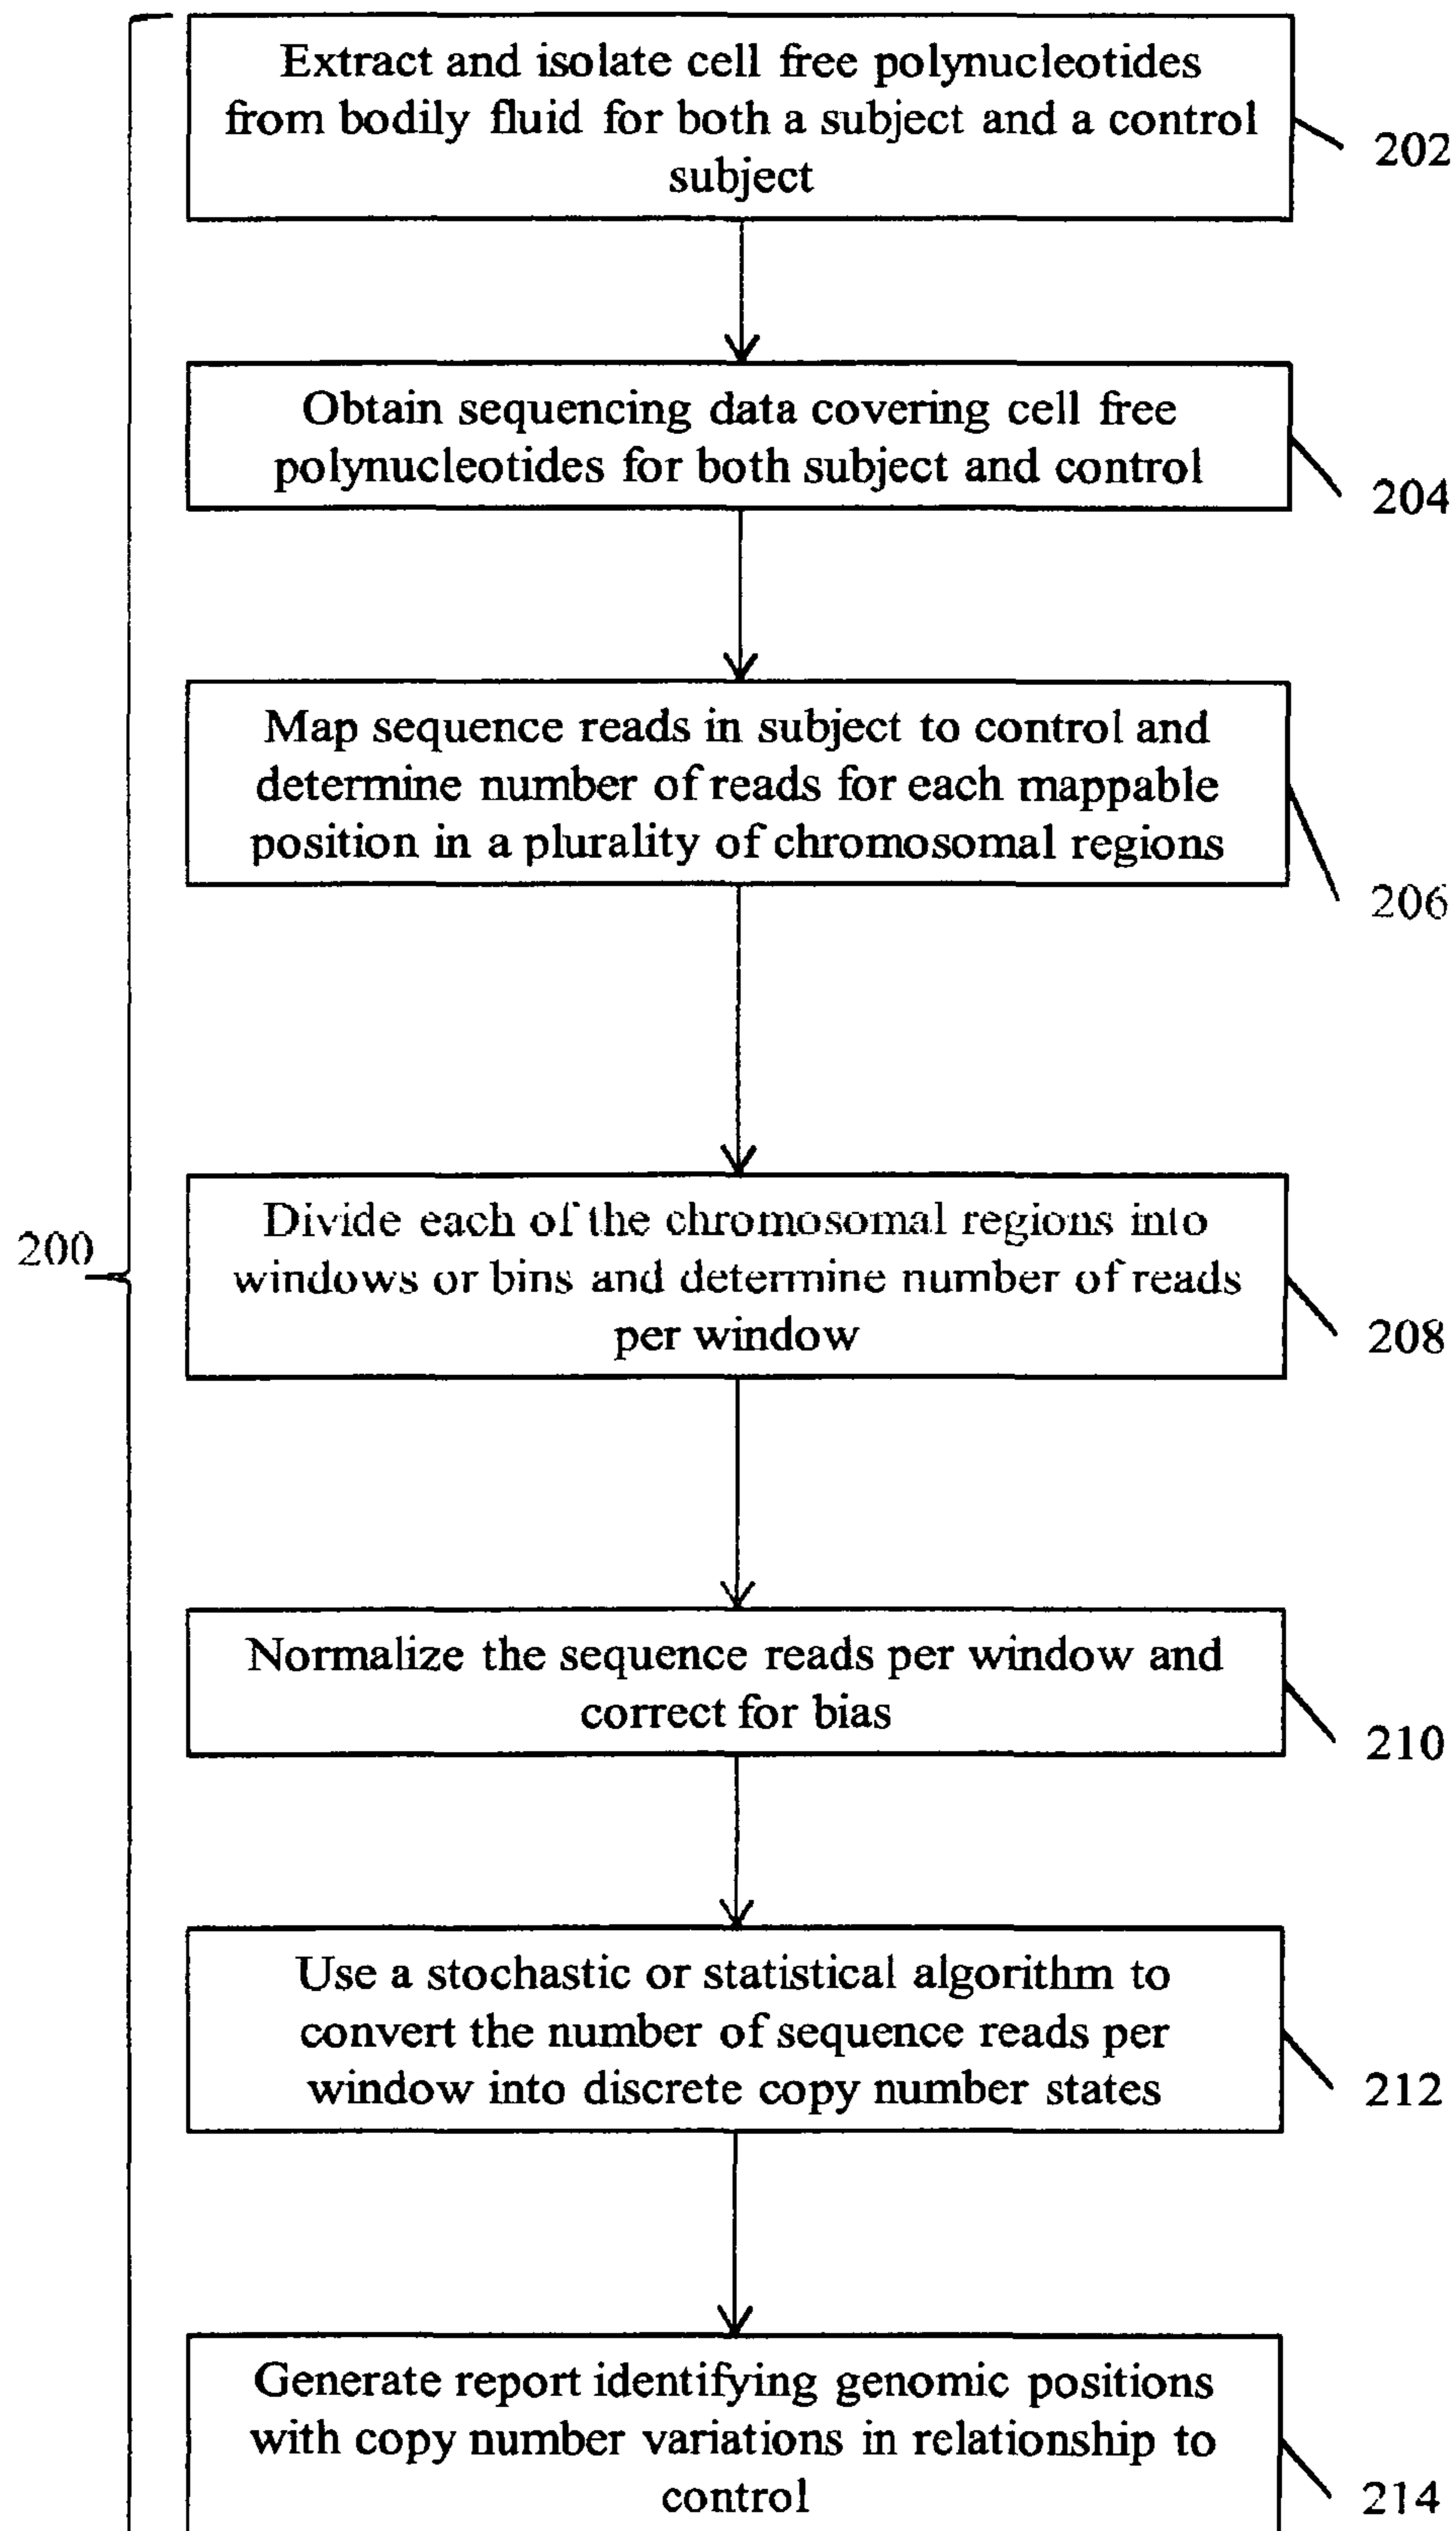 Extract and isolate cell free polynucleotides
from bodily fluid for both a subject and a control
subject
202
Obtain sequencing data covering cell free
polynucleotides for both subject and control
204
Map sequence reads in subject to control and
determine number of reads for each mappable
position in a plurality of chromosomal regions
206
200
Divide each of the chromosomal regions into
windows or bins and determine number of reads
per window
208
Normalize the sequence reads per window and
correct for bias
210
Use a stochastic or statistical algorithm to
convert the number of sequence reads per
window into discrete copy number states
212
Generate report identifying genomic positions
with copy number variations in relationship to
control
214